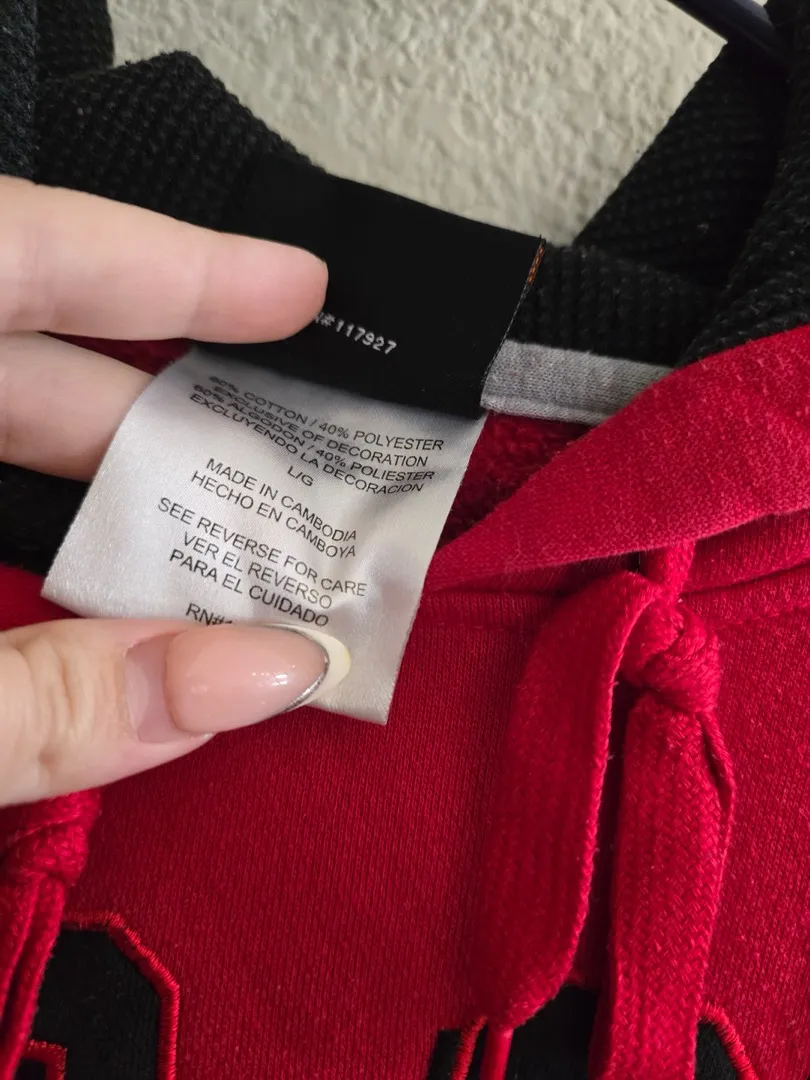 #117927
60% COTTON / 40% POLYESTER
EXCLUSIVE OF DECORATION
60% ALGODON / 40% POLIESTER
EXCLUYENDO LA DECORACION
L/G
MADE IN CAMBODIA
HECHO EN CAMBOYA
SEE REVERSE FOR CARE
VER EL REVERSO
PARA EL CUIDADO
RN#